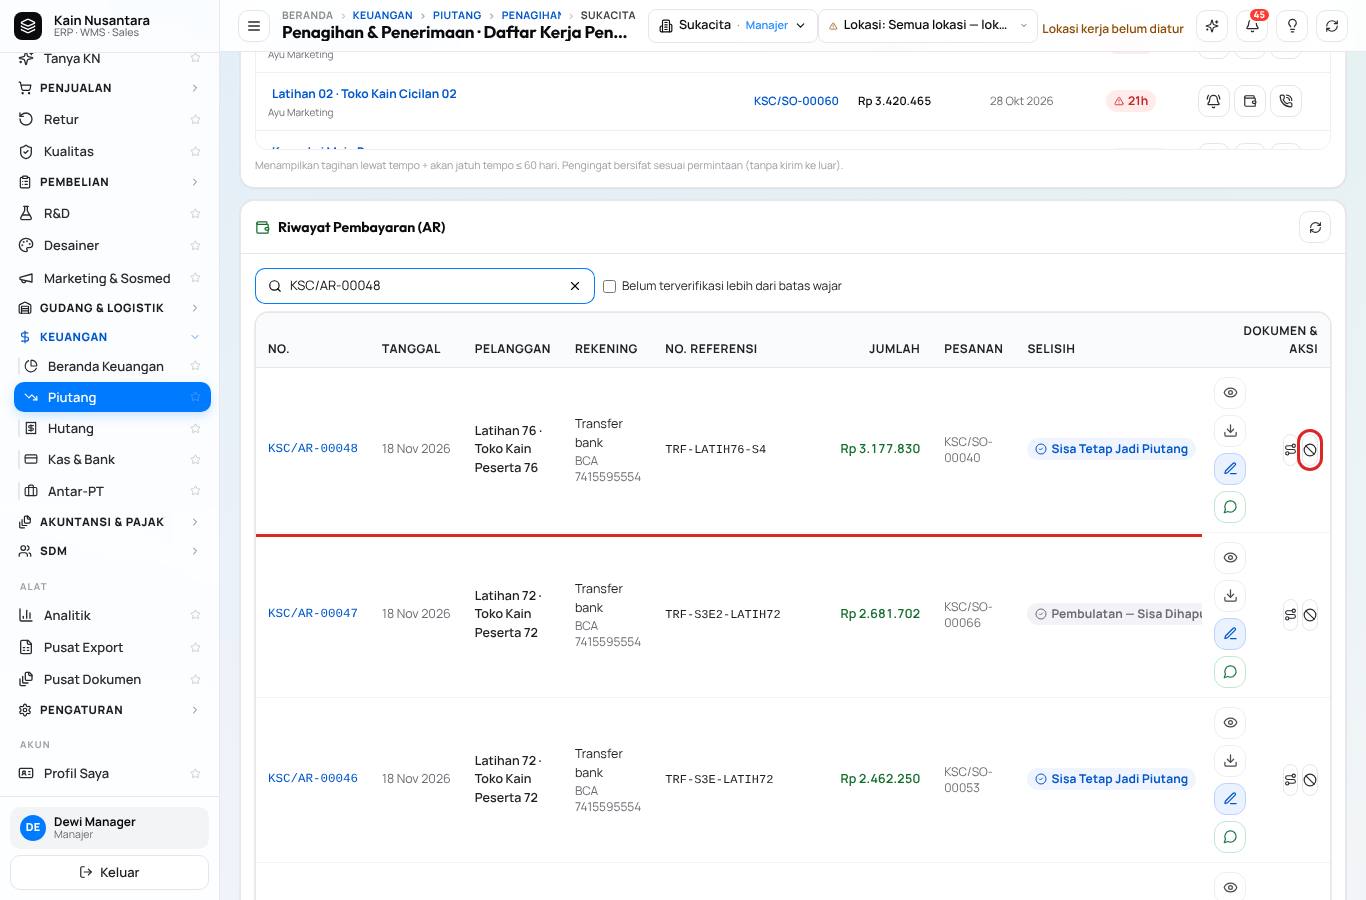 Kain Nusantara
ERP · WMS · Sales
Tanya KN
PENJUALAN
Retur
Kualitas
PEMBELIAN
R&D
Desainer
Marketing & Sosmed
GUDANG & LOGISTIK
KEUANGAN
Beranda Keuangan
Piutang
Hutang
Kas & Bank
Antar-PT
AKUNTANSI & PAJAK
SDM
ALAT
Analitik
Pusat Export
Pusat Dokumen
PENGATURAN
AKUN
Profil Saya
DE
Dewi Manager
Manajer
Keluar
BERANDA > KEUANGAN > PIUTANG > PENAGIHAN > SUKACITA
Penagihan & Penerimaan · Daftar Kerja Pen...
Sukacita · Manajer
Lokasi: Semua lokasi — lok...
Lokasi kerja belum diatur
45
Ayu Marketing
Latihan 02 · Toko Kain Cicilan 02
Ayu Marketing
KSC/SO-00060
Rp 3.420.465
28 Okt 2026
21h
Menampilkan tagihan lewat tempo + akan jatuh tempo ≤ 60 hari. Pengingat bersifat sesuai permintaan (tanpa kirim ke luar).
Riwayat Pembayaran (AR)
KSC/AR-00048
Belum terverifikasi lebih dari batas wajar
NO. TANGGAL PELANGGAN REKENING NO. REFERENSI JUMLAH PESANAN SELISIH
DOKUMEN &
AKSI
KSC/AR-00048
18 Nov 2026
Latihan 76 ·
Toko Kain
Peserta 76
Transfer
bank
BCA
7415595554
TRF-LATIH76-S4
Rp 3.177.830
KSC/SO-
00040
Sisa Tetap Jadi Piutang
KSC/AR-00047
18 Nov 2026
Latihan 72 ·
Toko Kain
Peserta 72
Transfer
bank
BCA
7415595554
TRF-S3E2-LATIH72
Rp 2.681.702
KSC/SO-
00066
Pembulatan — Sisa Dihapu
KSC/AR-00046
18 Nov 2026
Latihan 72 ·
Toko Kain
Peserta 72
Transfer
bank
BCA
7415595554
TRF-S3E-LATIH72
Rp 2.462.250
KSC/SO-
00053
Sisa Tetap Jadi Piutang